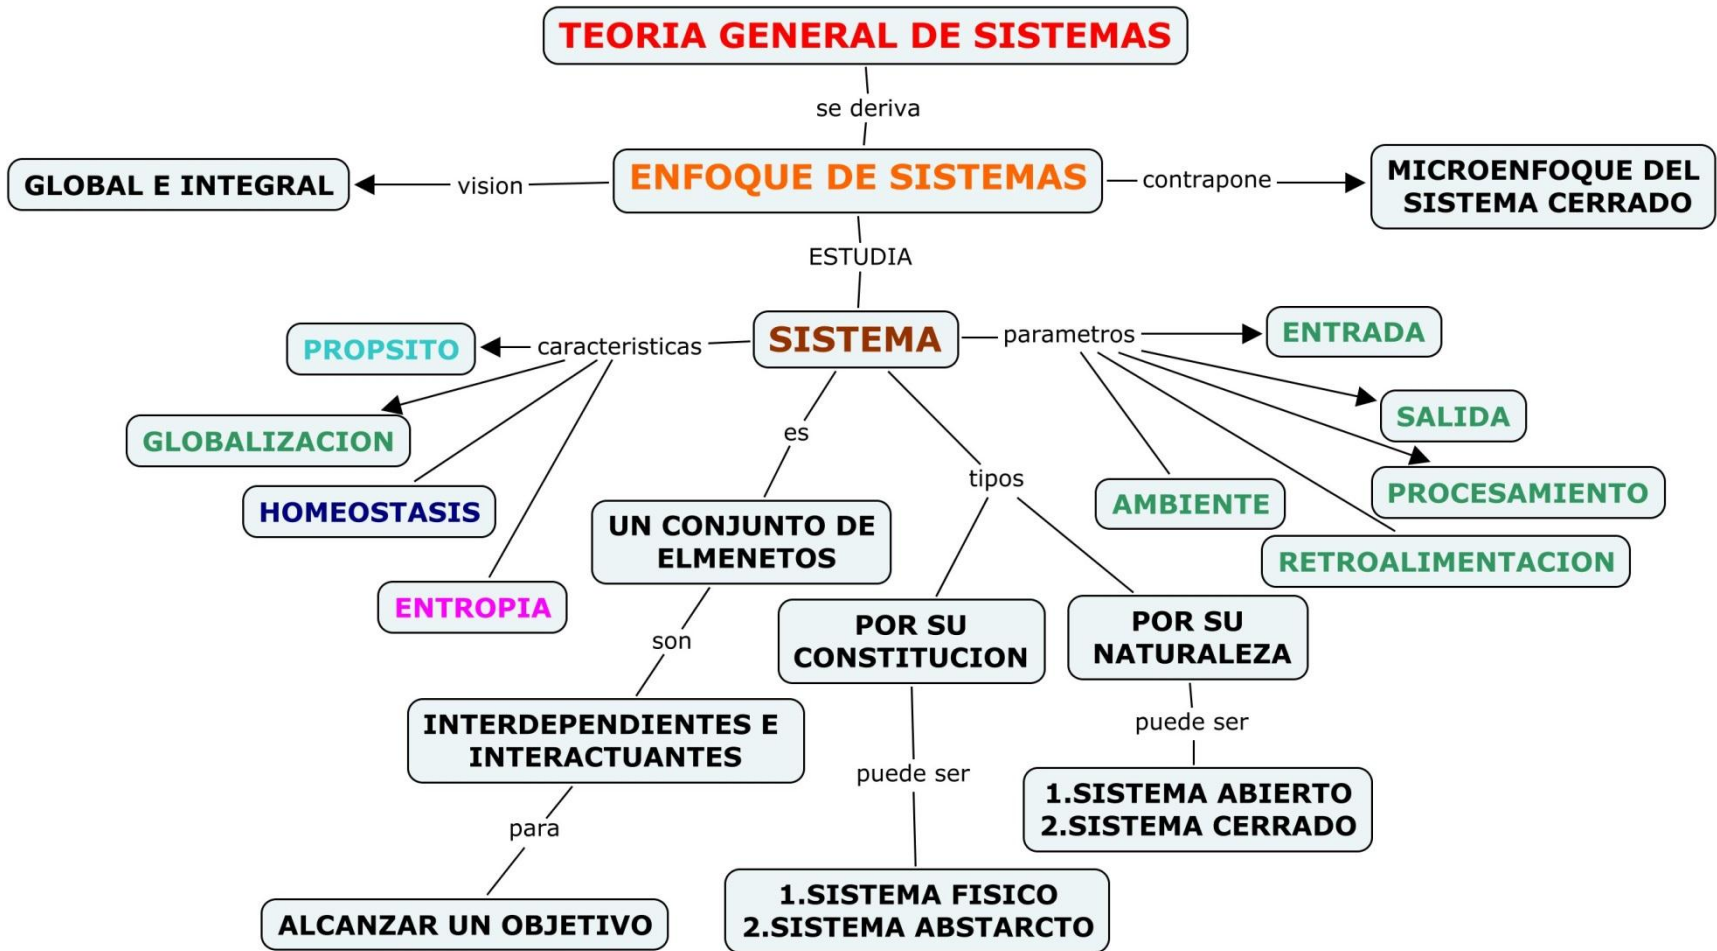 TEORIA GENERAL DE SISTEMAS
se deriva
GLOBAL E INTEGRAL
vision
ENFOQUE DE SISTEMAS
contrapone
MICROENFOQUE DEL
SISTEMA CERRADO
ESTUDIA
PROPSITO
caracteristicas
SISTEMA
parametros
ENTRADA
GLOBALIZACION
es
SALIDA
HOMEOSTASIS
tipos
AMBIENTE
PROCESAMIENTO
UN CONJUNTO DE
ELMENETOS
RETROALIMENTACION
ENTROPIA
son
POR SU
CONSTITUCION
POR SU
NATURALEZA
INTERDEPENDIENTES E
INTERACTUANTES
puede ser
puede ser
1.SISTEMA ABIERTO
2.SISTEMA CERRADO
para
ALCANZAR UN OBJETIVO
1.SISTEMA FISICO
2.SISTEMA ABSTARCTO